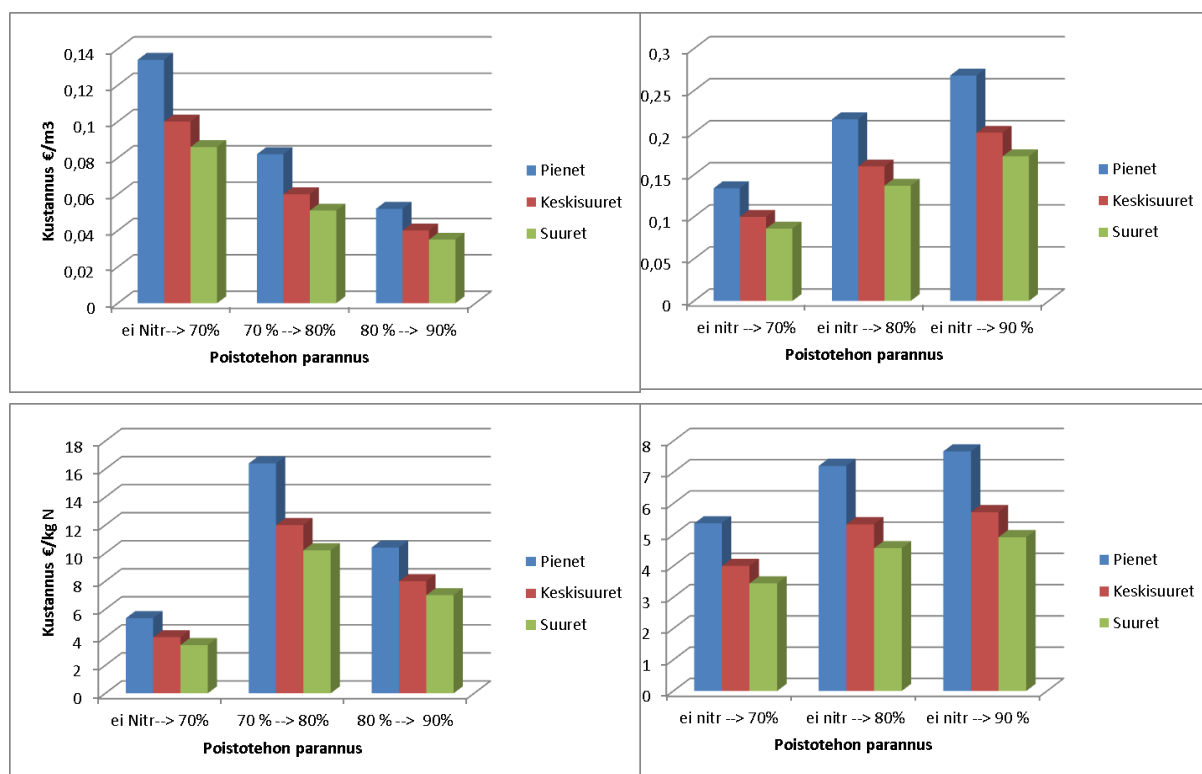 0,14
0,12
0,1
0,08
0,06
0,04
0,02
0
Kustannus €/m3
ei Nitr--> 70% 70 % -->80% 80 % --> 90%
Poistotehon parannus
Pienet
Keskisuuret
Suuret
0,3
0,25
0,2
0,15
0,1
0,05
0
ei nitr --> 70% ei nitr --> 80% ei nitr --> 90 %
Poistotehon parannus
Pienet
Keskisuuret
Suuret
18
16
14
12
10
8
6
4
2
0
Kustannus €/kg N
ei Nitr--> 70% 70 % -->80% 80 % --> 90%
Poistotehon parannus
Pienet
Keskisuuret
Suuret
8
7
6
5
4
3
2
1
0
ei nitr --> 70% ei nitr --> 80% ei nitr --> 90 %
Poistotehon parannus
Pienet
Keskisuuret
Suuret